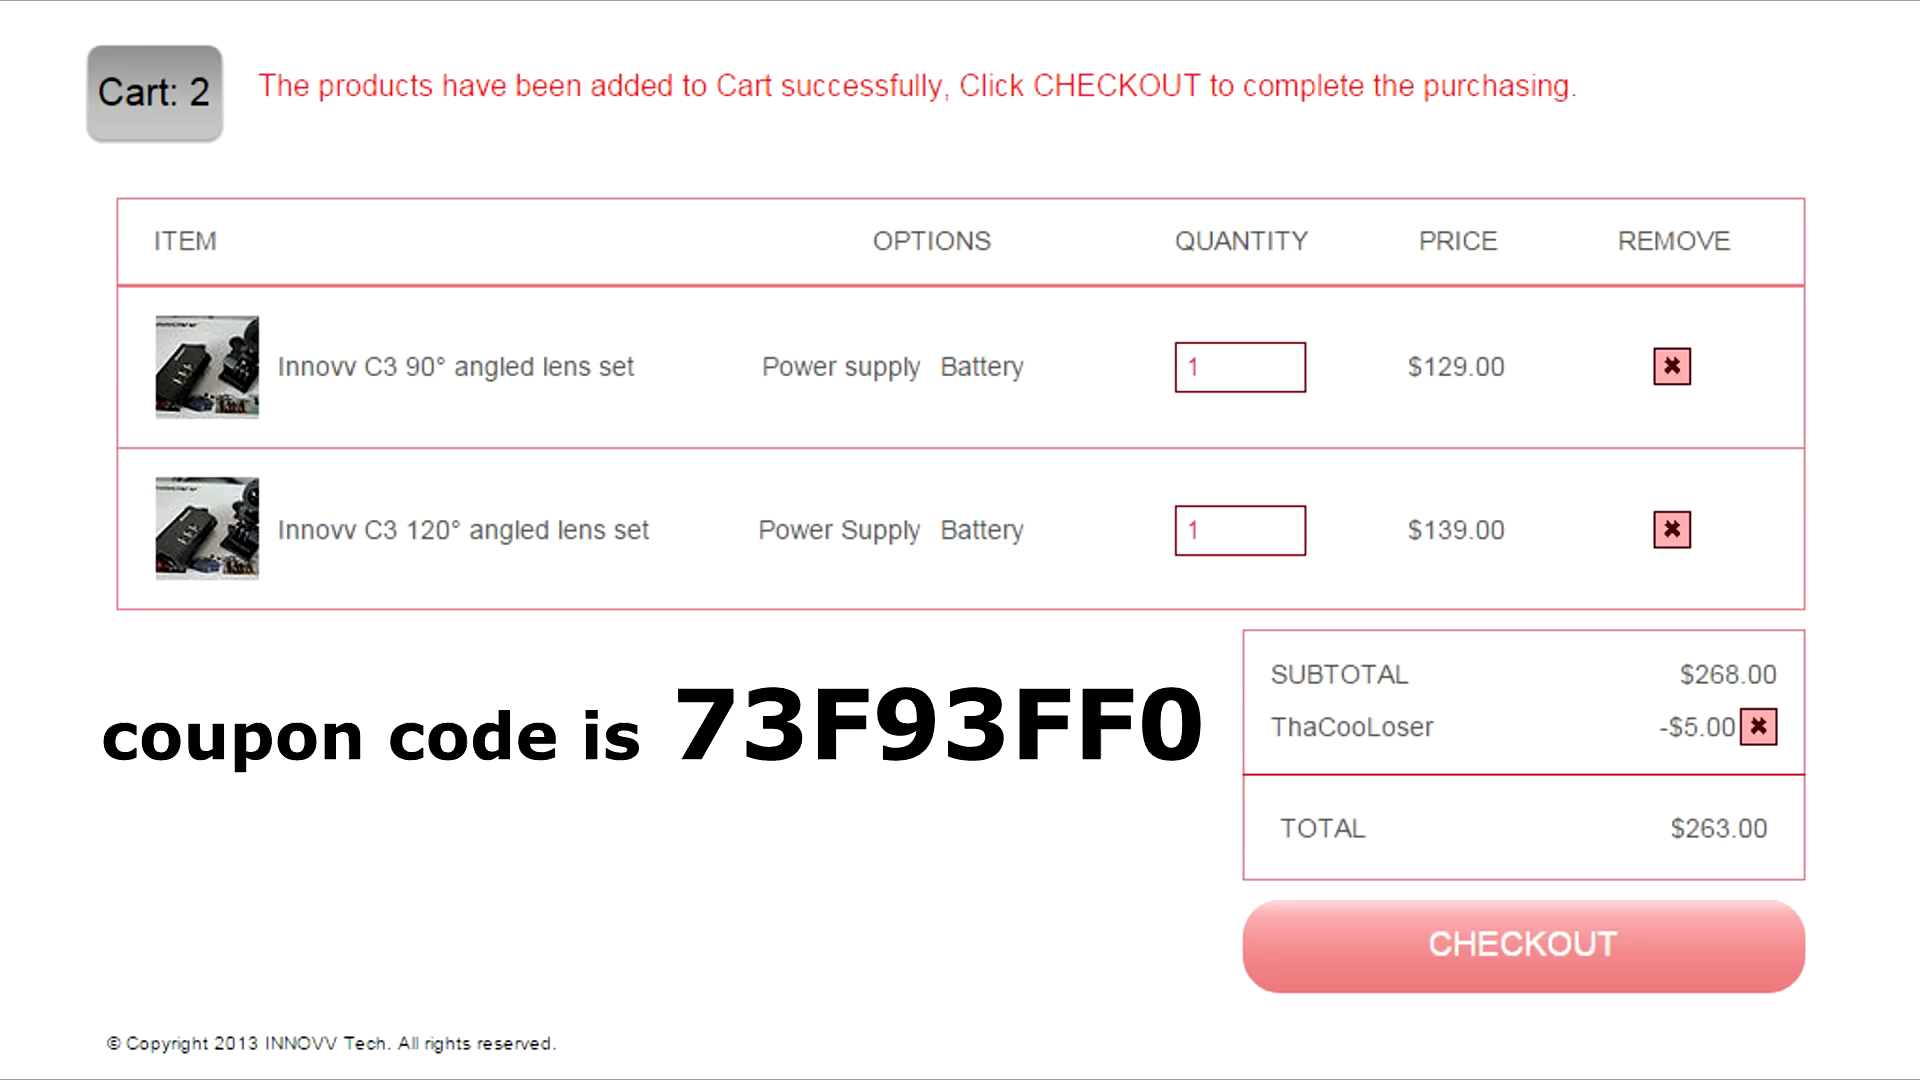 Cart: 2
The products have been added to Cart successfully, Click CHECKOUT to complete the purchasing.
ITEM OPTIONS QUANTITY PRICE REMOVE
Innovv C3 90° angled lens set Power supply Battery 1 $129.00
Innovv C3 120° angled lens set Power Supply Battery 1 $139.00
SUBTOTAL $268.00
ThaCooLoser -$5.00
coupon code is 73F93FF0
TOTAL $263.00
CHECKOUT
© Copyright 2013 INNOVV Tech. All rights reserved.